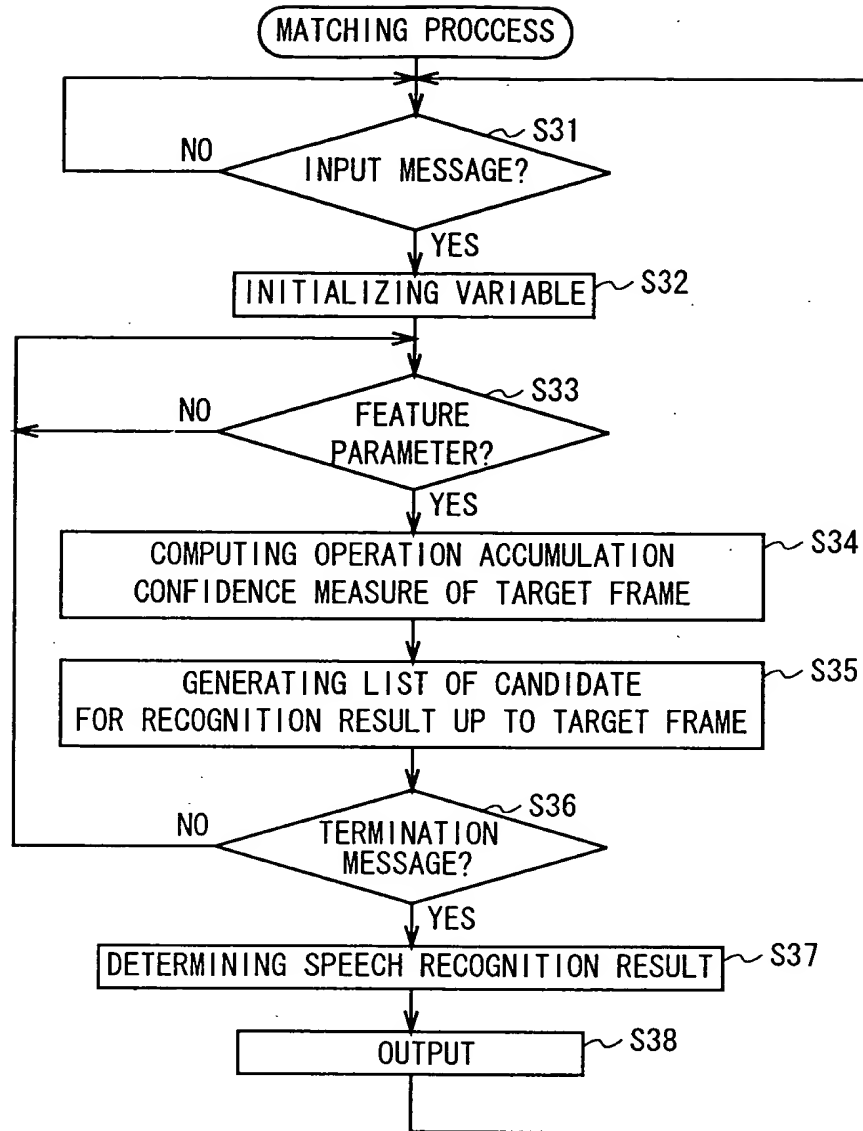 MATCHING PROCCESS
S31
NO
INPUT MESSAGE?
YES
INITIALIZING VARIABLE
S32
S33
NO
FEATURE
PARAMETER?
YES
COMPUTING OPERATION ACCUMULATION
CONFIDENCE MEASURE OF TARGET FRAME
S34
GENERATING LIST OF CANDIDATE
FOR RECOGNITION RESULT UP TO TARGET FRAME
S35
S36
NO
TERMINATION
MESSAGE?
YES
DETERMINING SPEECH RECOGNITION RESULT
S37
OUTPUT
S38